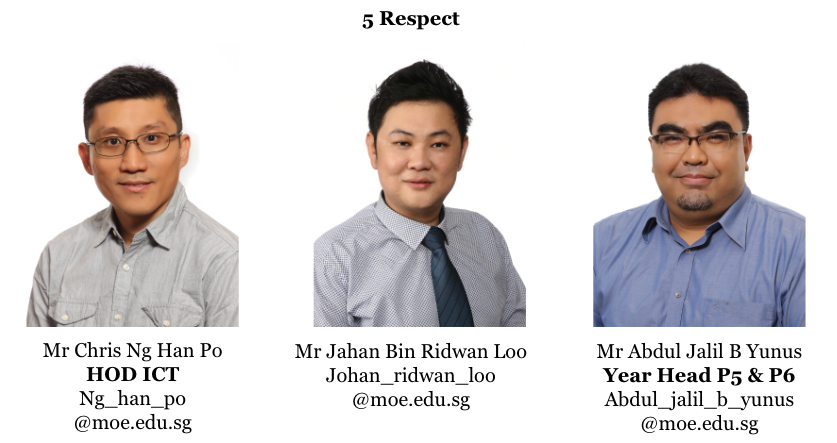 5 Respect
Mr Chris Ng Han Po
HOD ICT
Ng_han_po
@moe.edu.sg
Mr Jahan Bin Ridwan Loo
Johan_ridwan_loo
@moe.edu.sg
Mr Abdul Jalil B Yunus
Year Head P5 & P6
Abdul_jalil_b_yunus
@moe.edu.sg